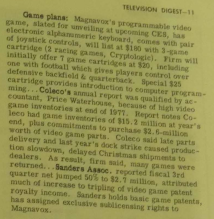 TELEVISION DIGEST—11
Game plans: Magnavox's programmable video
game, slated for unveiling at upcoming CES, has
electronic alphanumeric keyboard, comes with pair
of joystick controls, will list at $180 with 3-game
cartridge (2 racing games, Cryptologic). Firm will
initially offer 7 game cartridges at $20, including
one with football which gives players control over
defensive backfield & quarterback. Special $25
cartridge provides introduction to computer program-
ming... Coleco's annual report was qualified by ac-
countant, Price Waterhouse, because of high video
game inventories at end of 1977. Report notes Co-
leco had game inventories of $15.2 million at year's
end, plus commitments to purchase $2.8-million
worth of video game parts. Coleco said late parts
delivery and last year's dock strike caused produc-
tion slowdown, delayed Christmas shipments to
dealers. As result, firm said, many games were
returned... Sanders Assoc. reported fiscal 3rd
quarter net jumped 50% to $2.7 million, attributed
much of increase to tripling of video game patent
royalty income. Sanders holds basic game patents,
has assigned exclusive sublicensing rights to
Magnavox.